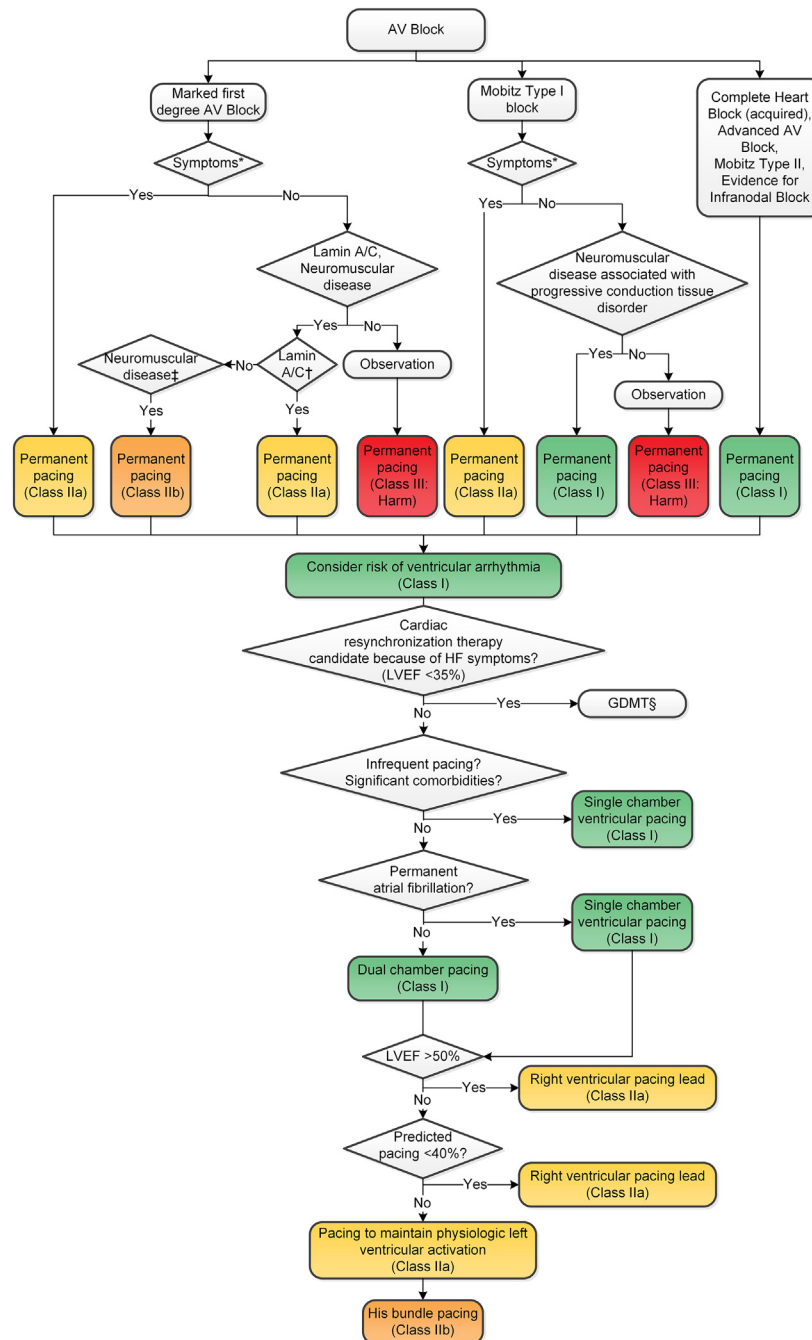 AV Block
Marked first
degree AV Block
Mobitz Type I
block
Complete Heart
Block (acquired),
Advanced AV
Block,
Mobitz Type II,
Evidence for
Infranodal Block
Symptoms*
Symptoms*
Yes
No
Yes
No
Lamin A/C,
Neuromuscular
disease
Neuromuscular
disease associated with
progressive conduction tissue
disorder
Yes
No
Neuromuscular
disease‡
No
Lamin
A/C†
Observation
Yes
No
Observation
Yes
Yes
Permanent
pacing
(Class IIa)
Permanent
pacing
(Class IIb)
Permanent
pacing
(Class IIa)
Permanent
pacing
(Class III:
Harm)
Permanent
pacing
(Class IIa)
Permanent
pacing
(Class I)
Permanent
pacing
(Class III:
Harm)
Permanent
pacing
(Class I)
Consider risk of ventricular arrhythmia
(Class I)
Cardiac
resynchronization therapy
candidate because of HF symptoms?
(LVEF <35%)
Yes
GDMT§
No
Infrequent pacing?
Significant comorbidities?
Yes
Single chamber
ventricular pacing
(Class I)
No
Permanent
atrial fibrillation?
Yes
Single chamber
ventricular pacing
(Class I)
No
Dual chamber pacing
(Class I)
LVEF >50%
Yes
Right ventricular pacing lead
(Class IIa)
No
Predicted
pacing <40%?
Yes
Right ventricular pacing lead
(Class IIa)
No
Pacing to maintain physiologic left
ventricular activation
(Class IIa)
His bundle pacing
(Class IIb)